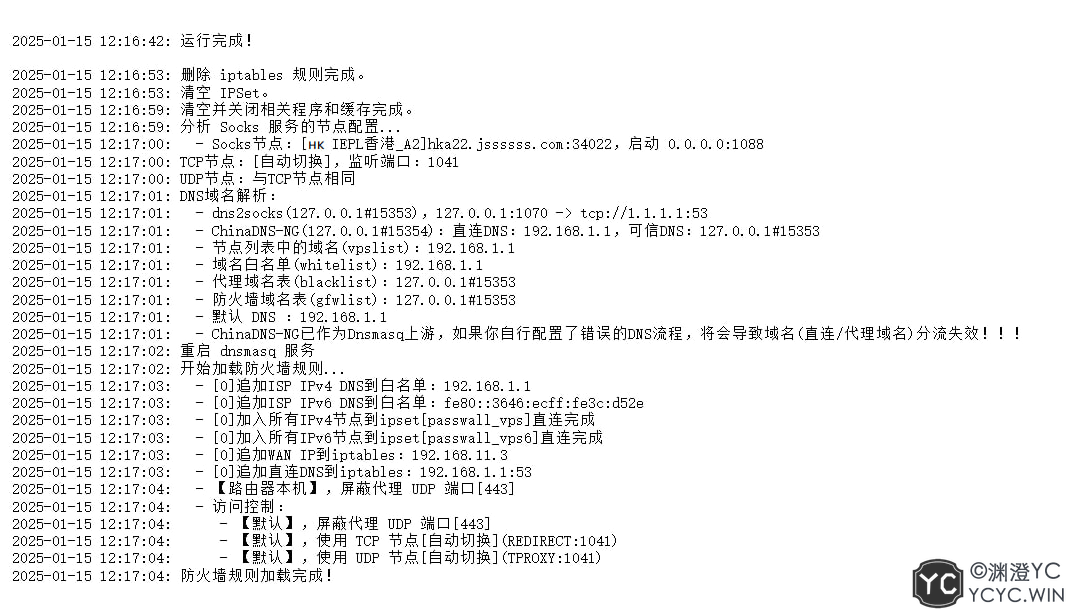 2025-01-15 12:16:42: 运行完成!
2025-01-15 12:16:53: 删除 iptables 规则完成。
2025-01-15 12:16:53: 清空 IPSet。
2025-01-15 12:16:59: 清空并关闭相关程序和缓存完成。
2025-01-15 12:16:59: 分析 Socks 服务的节点配置...
2025-01-15 12:17:00:   - Socks节点：[HK IEPL香港_A2]hka22.jssssss.com:34022，启动 0.0.0.0:1088
2025-01-15 12:17:00: TCP节点：[自动切换]，监听端口：1041
2025-01-15 12:17:00: UDP节点：与TCP节点相同
2025-01-15 12:17:01: DNS域名解析：
2025-01-15 12:17:01:   - dns2socks(127.0.0.1#15353)，127.0.0.1:1070 -> tcp://1.1.1.1:53
2025-01-15 12:17:01:   - ChinaDNS-NG(127.0.0.1#15354)：直连DNS：192.168.1.1，可信DNS：127.0.0.1#15353
2025-01-15 12:17:01:   - 节点列表中的域名(vpslist)：192.168.1.1
2025-01-15 12:17:01:   - 域名白名单(whitelist)：192.168.1.1
2025-01-15 12:17:01:   - 代理域名表(blacklist)：127.0.0.1#15353
2025-01-15 12:17:01:   - 防火墙域名表(gfwlist)：127.0.0.1#15353
2025-01-15 12:17:01:   - 默认 DNS ：192.168.1.1
2025-01-15 12:17:01:   - ChinaDNS-NG已作为Dnsmasq上游，如果你自行配置了错误的DNS流程，将会导致域名(直连/代理域名)分流失效！！！
2025-01-15 12:17:02: 重启 dnsmasq 服务
2025-01-15 12:17:02: 开始加载防火墙规则...
2025-01-15 12:17:03:   - [0]追加ISP IPv4 DNS到白名单：192.168.1.1
2025-01-15 12:17:03:   - [0]追加ISP IPv6 DNS到白名单：fe80::3646:ecff:fe3c:d52e
2025-01-15 12:17:03:   - [0]加入所有IPv4节点到ipset[passwall_vps]直连完成
2025-01-15 12:17:03:   - [0]加入所有IPv6节点到ipset[passwall_vps6]直连完成
2025-01-15 12:17:03:   - [0]追加WAN IP到iptables：192.168.11.3
2025-01-15 12:17:03:   - [0]追加直连DNS到iptables：192.168.1.1:53
2025-01-15 12:17:04:   - 【路由器本机】，屏蔽代理 UDP 端口[443]
2025-01-15 12:17:04:   - 访问控制：
2025-01-15 12:17:04:      - 【默认】，屏蔽代理 UDP 端口[443]
2025-01-15 12:17:04:      - 【默认】，使用 TCP 节点[自动切换](REDIRECT:1041)
2025-01-15 12:17:04:      - 【默认】，使用 UDP 节点[自动切换](TPROXY:1041)
2025-01-15 12:17:04: 防火墙规则加载完成!
YC ©渊澄YC
YCYC.WIN